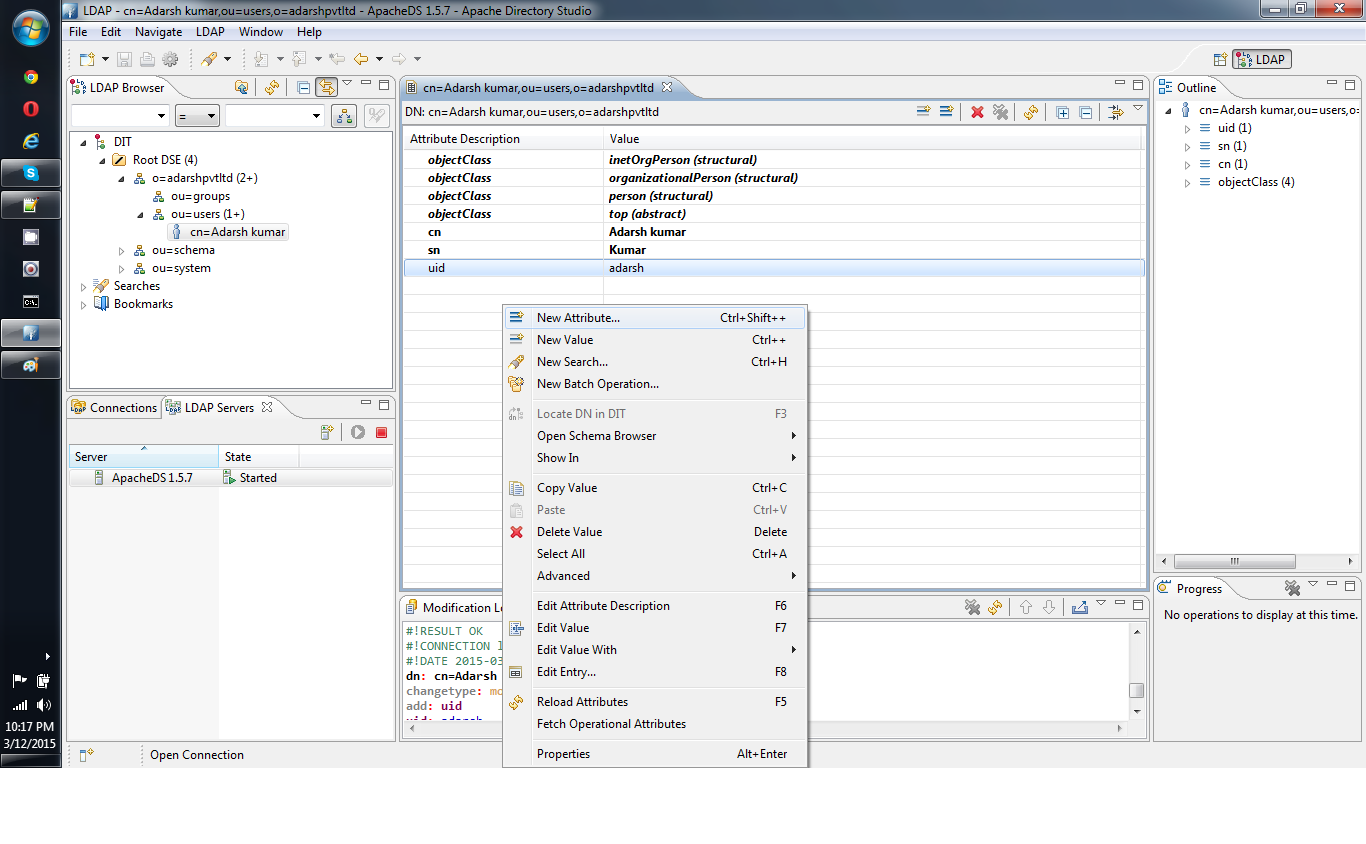 LDAP - cn=Adarsh kumar,ou=users,o=adarshpvtltd - ApacheDS 1.5.7 - Apache Directory Studio
File Edit Navigate LDAP Window Help
LDAP
LDAP Browser
=
DIT
Root DSE (4)
o=adarshpvtltd (2+)
ou=groups
ou=users (1+)
cn=Adarsh kumar
ou=schema
ou=system
Searches
Bookmarks
Connections LDAP Servers
Server State
ApacheDS 1.5.7 Started
cn=Adarsh kumar,ou=users,o=adarshpvtltd
DN: cn=Adarsh kumar,ou=users,o=adarshpvtltd
Attribute Description Value
objectClass inetOrgPerson (structural)
objectClass organizationalPerson (structural)
objectClass person (structural)
objectClass top (abstract)
cn Adarsh kumar
sn Kumar
uid adarsh
New Attribute... Ctrl+Shift++
New Value Ctrl++
New Search... Ctrl+H
New Batch Operation...
Locate DN in DIT F3
Open Schema Browser
Show In
Copy Value Ctrl+C
Paste Ctrl+V
Delete Value Delete
Select All Ctrl+A
Advanced
Edit Attribute Description F6
Edit Value F7
Edit Value With
Edit Entry... F8
Reload Attributes F5
Fetch Operational Attributes
Properties Alt+Enter
Modification Lo
#!RESULT OK
#!CONNECTION l
#!DATE 2015-03
dn: cn=Adarsh
changetype: mo
add: uid
uid: adarsh
Outline
cn=Adarsh kumar,ou=users,o=
uid (1)
sn (1)
cn (1)
objectClass (4)
Progress
No operations to display at this time.
Open Connection
10:17 PM
3/12/2015